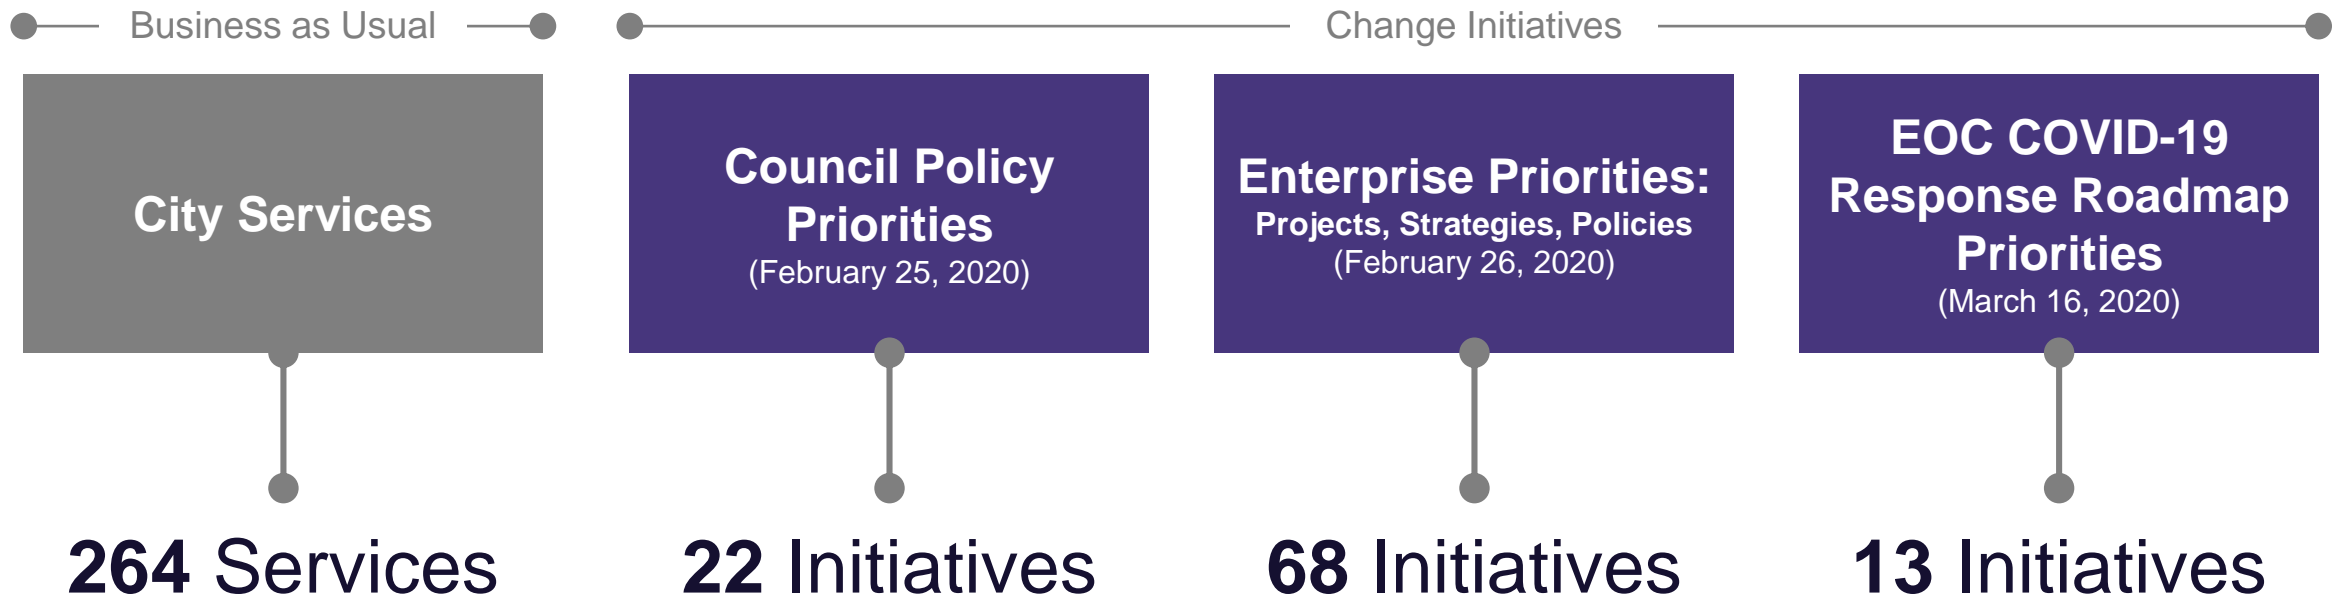 Business as Usual
Change Initiatives
City Services
Council Policy
Priorities
(February 25, 2020)
Enterprise Priorities:
Projects, Strategies, Policies
(February 26, 2020)
EOC COVID-19
Response Roadmap
Priorities
(March 16, 2020)
264 Services
22 Initiatives
68 Initiatives
13 Initiatives